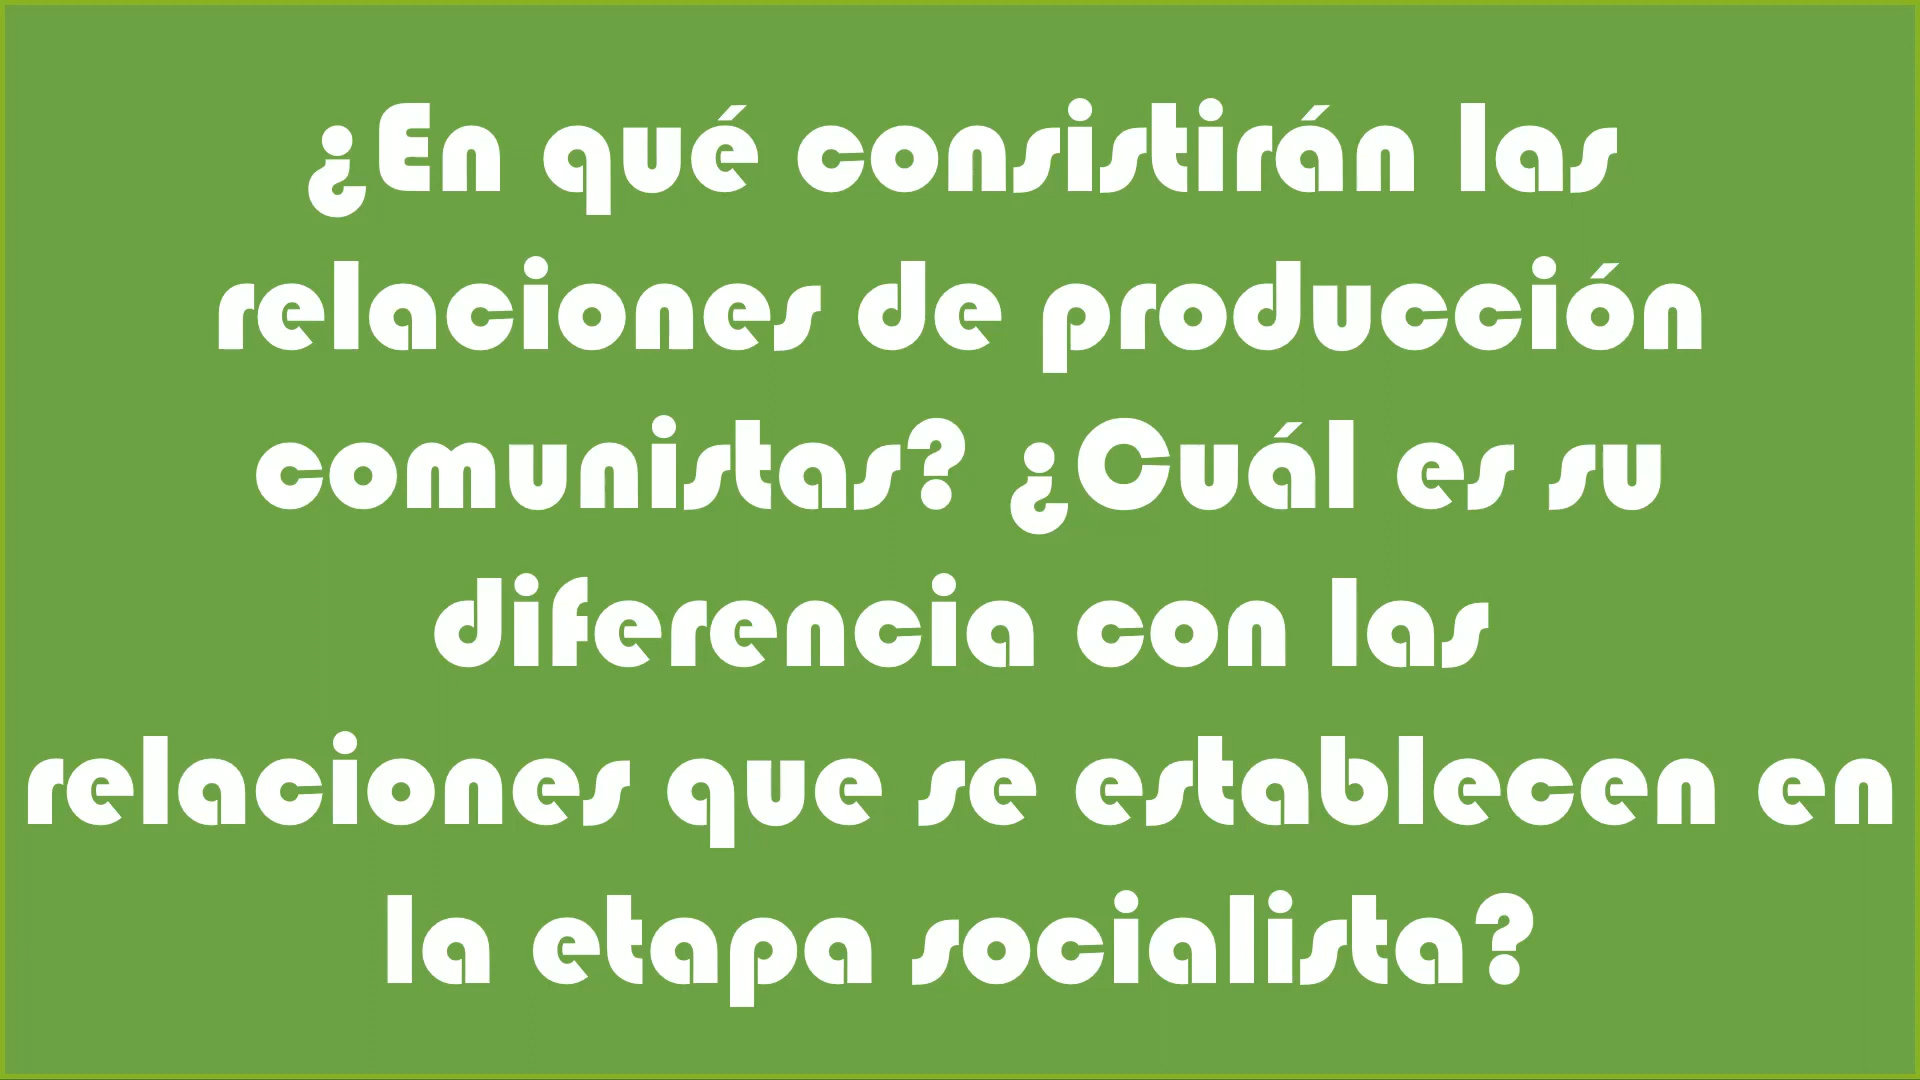 ¿En qué consistirán las
relaciones de producción
comunistas? ¿Cuál es su
diferencia con las
relaciones que se establecen en
la etapa socialista?